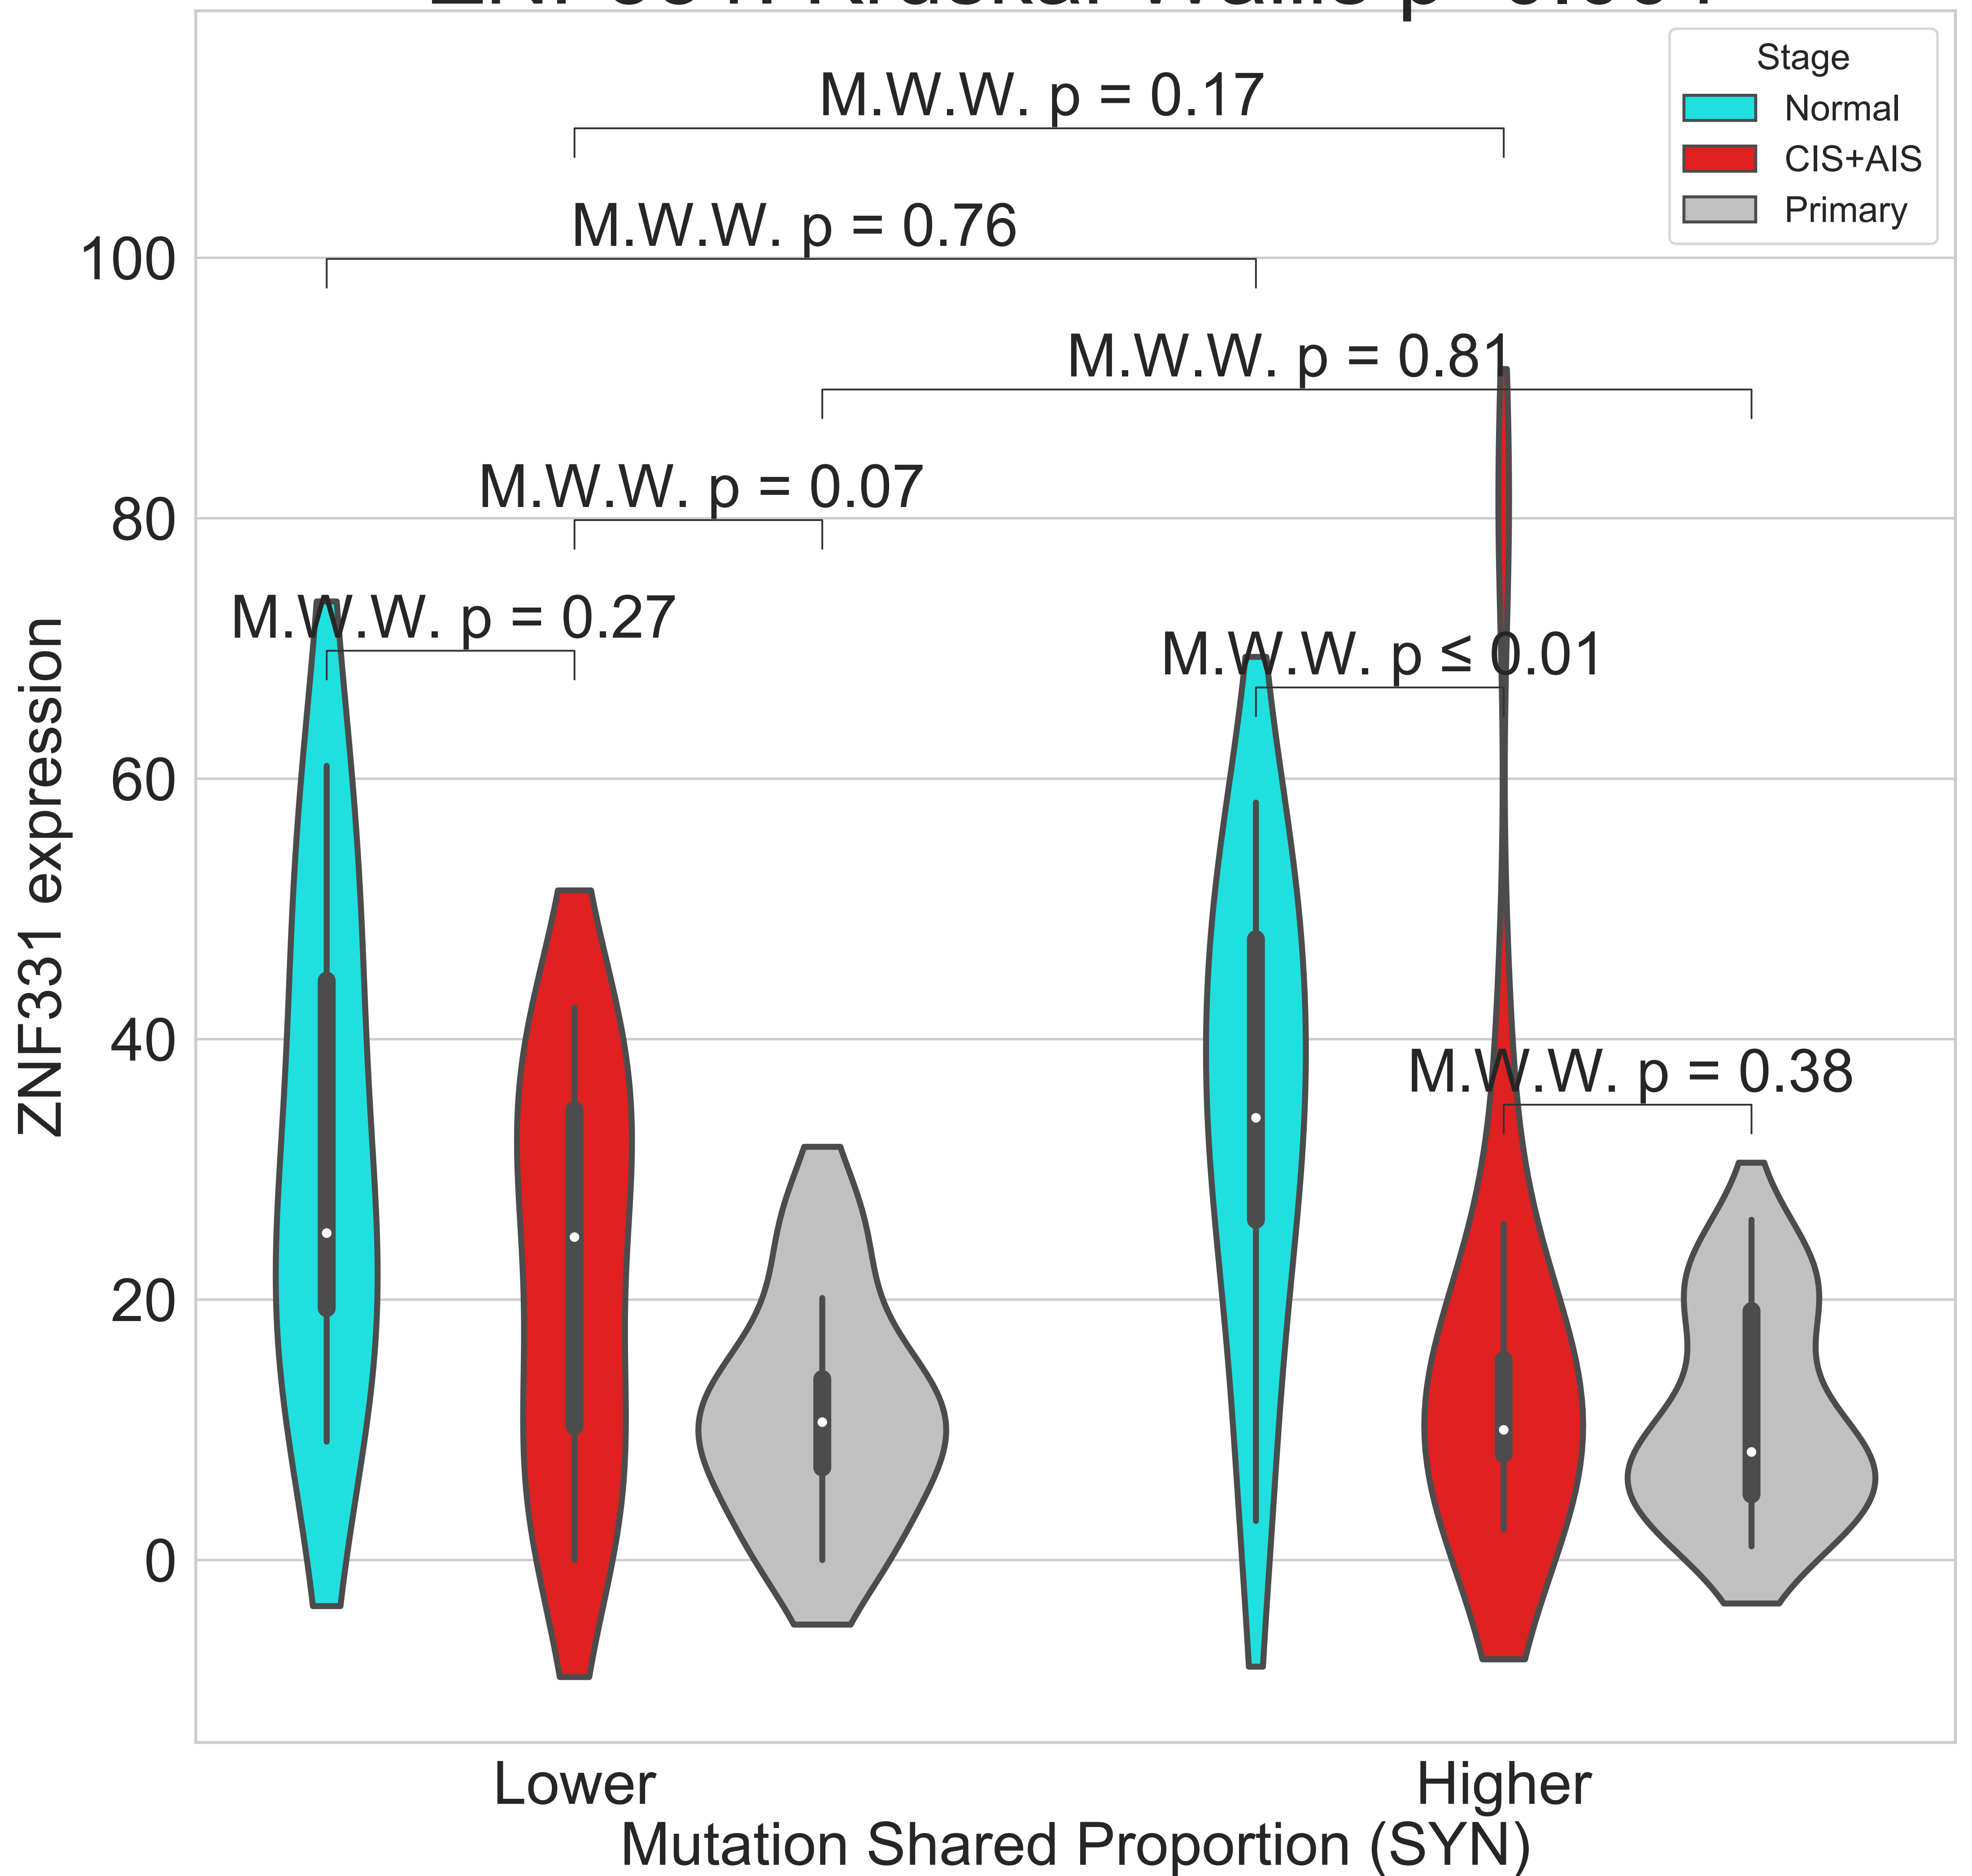 Stage
Normal
CIS+AIS
Primary
M.W.W. p = 0.17
M.W.W. p = 0.76
M.W.W. p = 0.81
M.W.W. p = 0.07
M.W.W. p = 0.27
M.W.W. p ≤ 0.01
M.W.W. p = 0.38
100
80
60
40
20
0
ZNF331 expression
Lower
Higher
Mutation Shared Proportion (SYN)